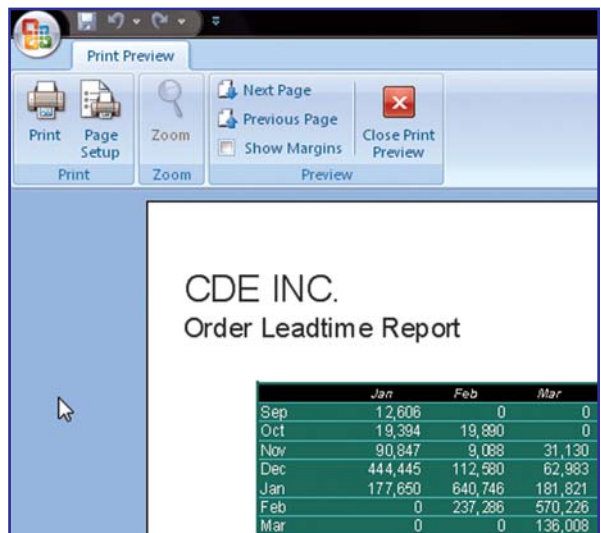 Print Preview
Print
Page Setup
Zoom
Next Page
Previous Page
Show Margins
Close Print Preview
Print
Zoom
Preview
CDE INC.
Order Leadtime Report
Jan Feb Mar
Sep 12,606 0 0
Oct 19,394 19,890 0
Nov 90,847 9,088 31,130
Dec 444,445 112,580 62,983
Jan 177,650 640,746 181,821
Feb 0 237,286 570,226
Mar 0 0 136,008